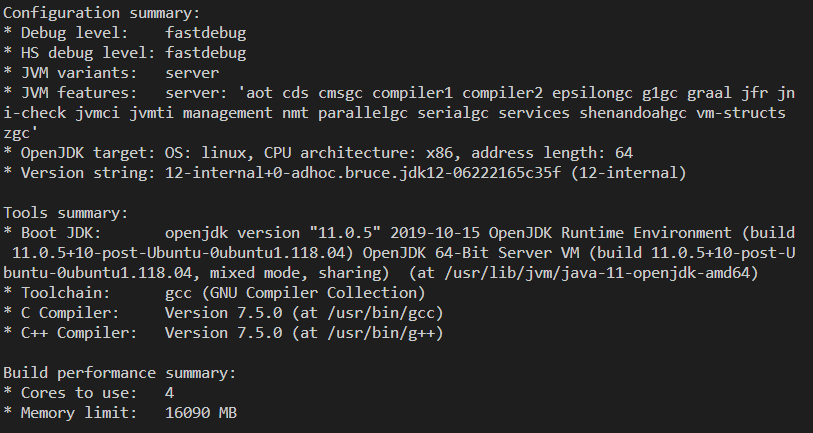 Configuration summary:
* Debug level:    fastdebug
* HS debug level: fastdebug
* JVM variants:   server
* JVM features:   server: 'aot cds cmsgc compiler1 compiler2 epsilongc g1gc graal jfr jn
i-check jvmci jvmti management nmt parallelgc serialgc services shenandoahgc vm-structs
zgc'
* OpenJDK target: OS: linux, CPU architecture: x86, address length: 64
* Version string: 12-internal+0-adhoc.bruce.jdk12-06222165c35f (12-internal)

Tools summary:
* Boot JDK:       openjdk version "11.0.5" 2019-10-15 OpenJDK Runtime Environment (build
 11.0.5+10-post-Ubuntu-0ubuntu1.118.04) OpenJDK 64-Bit Server VM (build 11.0.5+10-post-U
buntu-0ubuntu1.118.04, mixed mode, sharing)  (at /usr/lib/jvm/java-11-openjdk-amd64)
* Toolchain:      gcc (GNU Compiler Collection)
* C Compiler:     Version 7.5.0 (at /usr/bin/gcc)
* C++ Compiler:   Version 7.5.0 (at /usr/bin/g++)

Build performance summary:
* Cores to use:   4
* Memory limit:   16090 MB